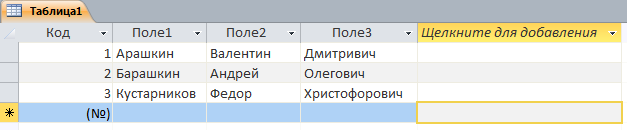 Таблица1
Код Поле1 Поле2 Поле3 Щелкните для добавления
1 Арашкин Валентин Дмитривич
2 Барашкин Андрей Олегович
3 Кустарников Федор Христофорович
(№)